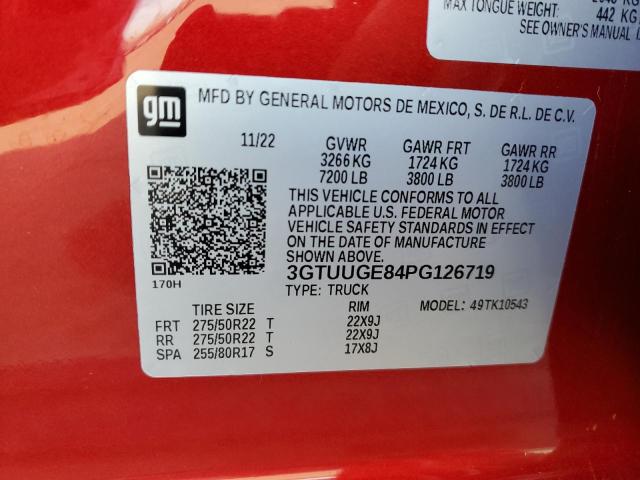 MAX TONGUE WEIGHT:
442 KG
SEE OWNER'S MANUAL
gm
MFD BY GENERAL MOTORS DE MEXICO, S. DE R.L. DE C.V.
11/22 GVWR GAWR FRT GAWR RR
3266 KG 1724 KG 1724 KG
7200 LB 3800 LB 3800 LB
THIS VEHICLE CONFORMS TO ALL
APPLICABLE U.S. FEDERAL MOTOR
VEHICLE SAFETY STANDARDS IN EFFECT
ON THE DATE OF MANUFACTURE
SHOWN ABOVE.
170H
3GTUUGE84PG126719
TYPE: TRUCK MODEL: 49TK10543
TIRE SIZE RIM
FRT 275/50R22 T 22X9J
RR 275/50R22 T 22X9J
SPA 255/80R17 S 17X8J